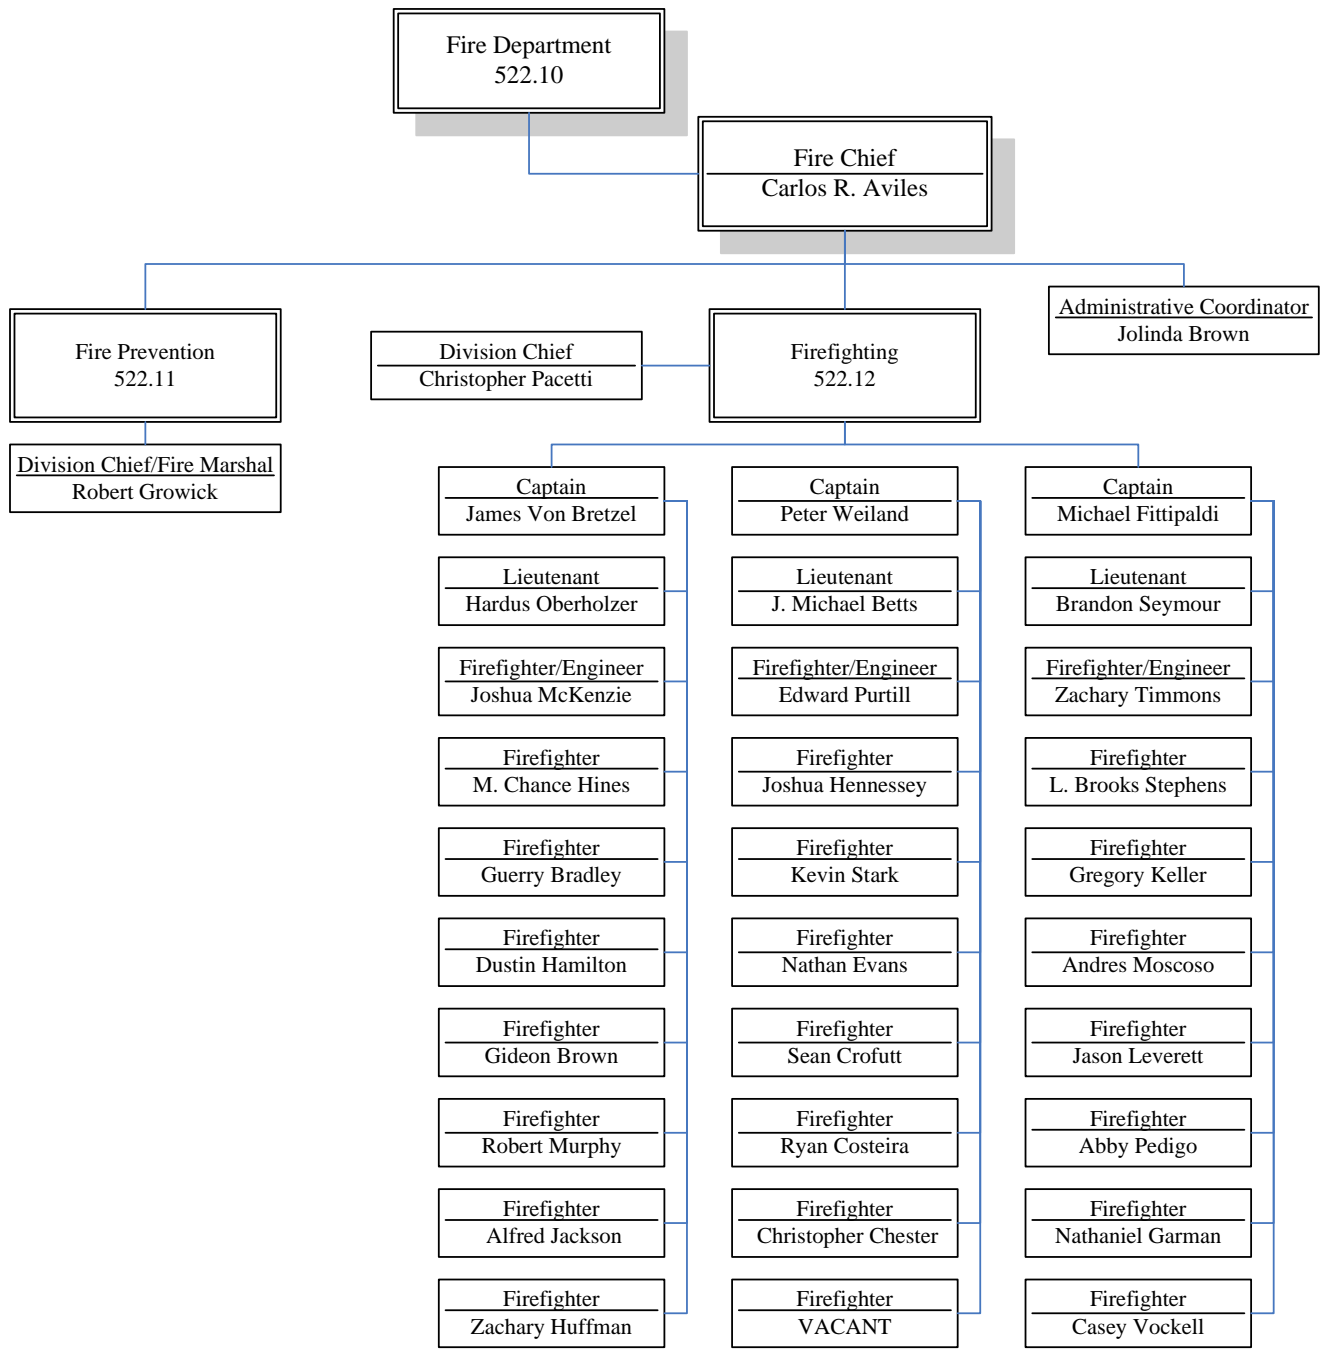 Fire Department
522.10
Fire Chief
Carlos R. Aviles
Fire Prevention
522.11
Division Chief/Fire Marshal
Robert Growick
Division Chief
Christopher Pacetti
Firefighting
522.12
Administrative Coordinator
Jolinda Brown
Captain
James Von Bretzel
Lieutenant
Hardus Oberholzer
Firefighter/Engineer
Joshua McKenzie
Firefighter
M. Chance Hines
Firefighter
Guerry Bradley
Firefighter
Dustin Hamilton
Firefighter
Gideon Brown
Firefighter
Robert Murphy
Firefighter
Alfred Jackson
Firefighter
Zachary Huffman
Captain
Peter Weiland
Lieutenant
J. Michael Betts
Firefighter/Engineer
Edward Purtill
Firefighter
Joshua Hennessey
Firefighter
Kevin Stark
Firefighter
Nathan Evans
Firefighter
Sean Crofutt
Firefighter
Ryan Costeira
Firefighter
Christopher Chester
Firefighter
VACANT
Captain
Michael Fittipaldi
Lieutenant
Brandon Seymour
Firefighter/Engineer
Zachary Timmons
Firefighter
L. Brooks Stephens
Firefighter
Gregory Keller
Firefighter
Andres Moscoso
Firefighter
Jason Leverett
Firefighter
Abby Pedigo
Firefighter
Nathaniel Garman
Firefighter
Casey Vockell